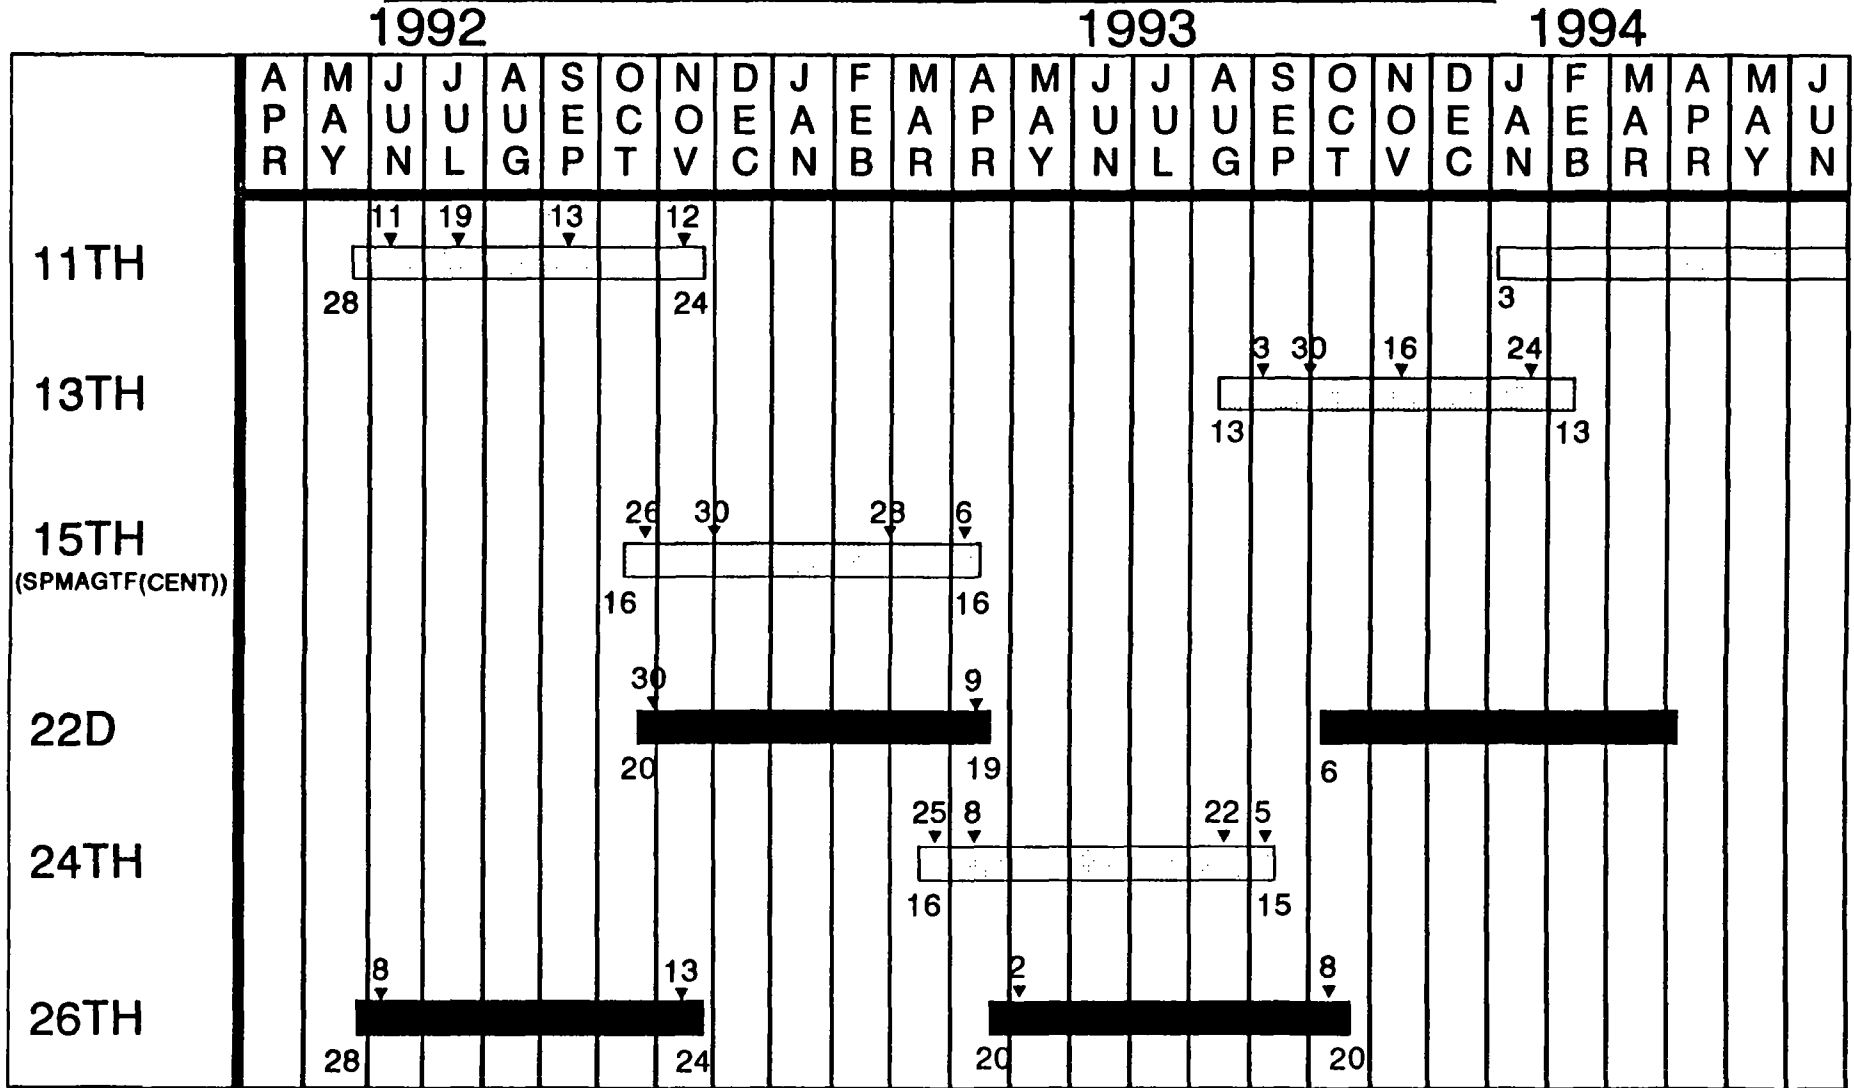 1992 1993 1994
APR MAY JUN JUL AUG SEP OCT NOV DEC JAN FEB MAR APR MAY JUN JUL AUG SEP OCT NOV DEC JAN FEB MAR APR MAY JUN
11 19 13 12
11TH
28 24 3
3 30 16 24
13TH
13 13
26 30 28 6
15TH
(SPMAGTF(CENT))
16 16
30 9
22D
20 19 6
25 8 22 5
24TH
16 15
8 13 2 8
26TH
28 24 20 20